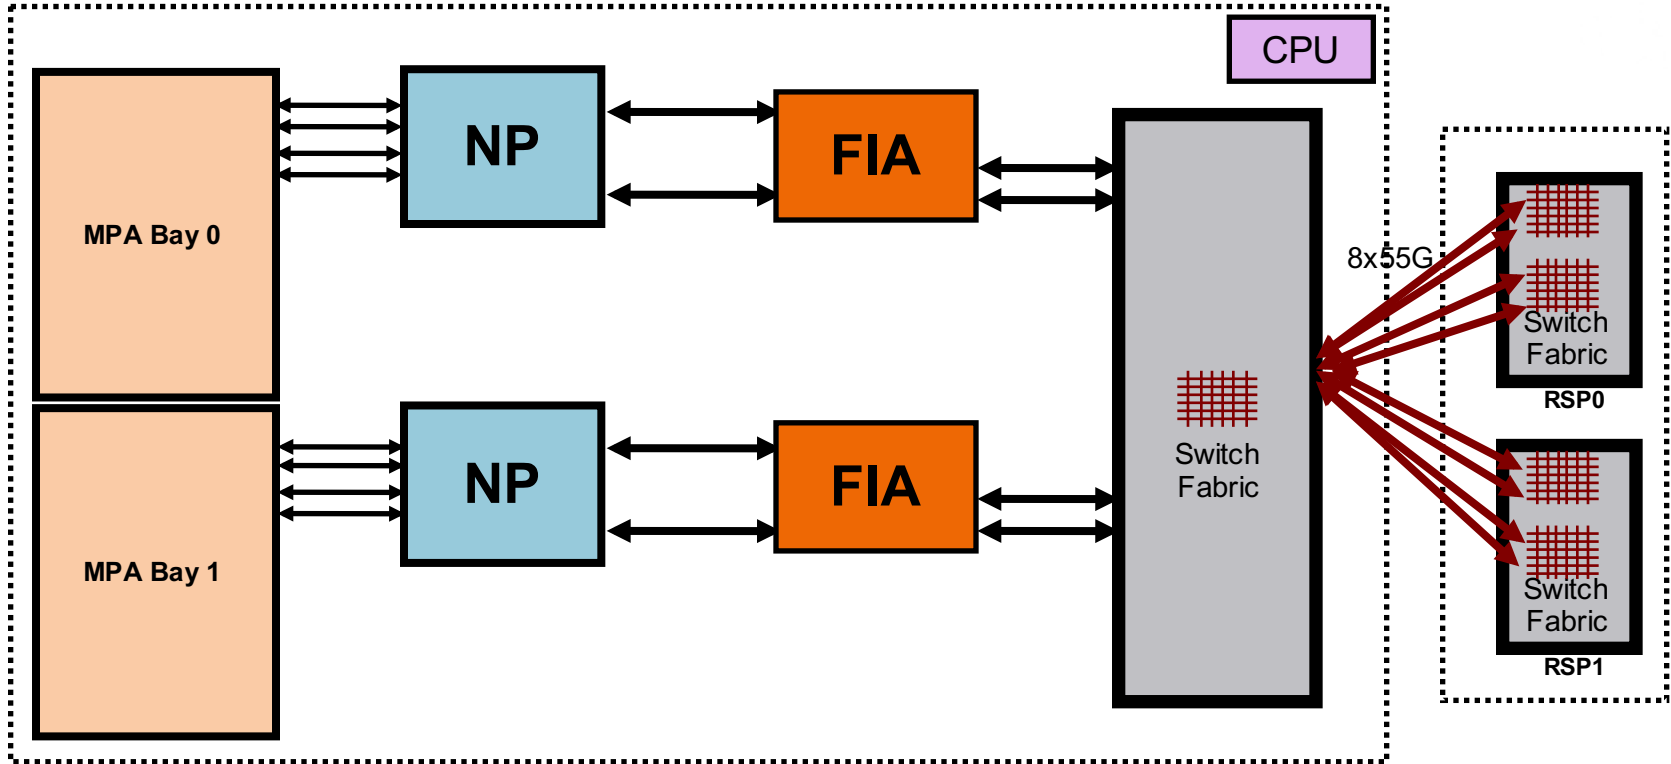 CPU
MPA Bay 0
NP
FIA
8x55G
Switch
Fabric
RSP0
MPA Bay 1
NP
FIA
Switch
Fabric
Switch
Fabric
RSP1